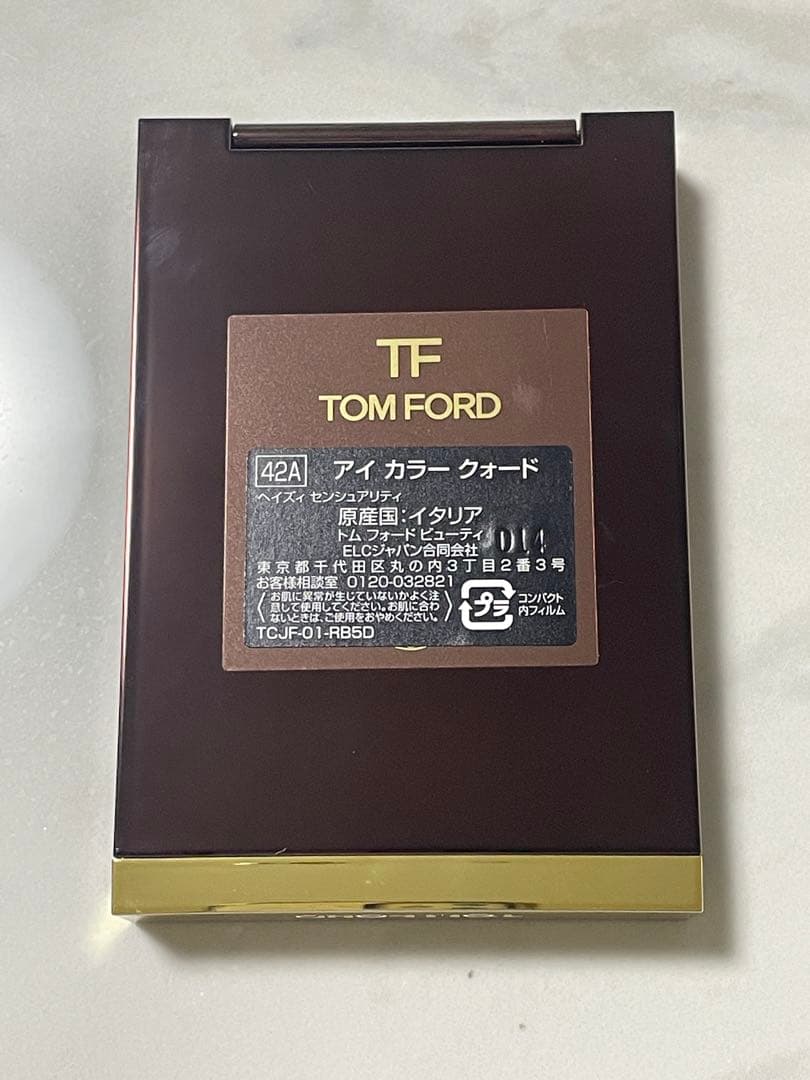 TF
TOM FORD
42A アイ カラー クォード
ヘイズィ センシュアリティ
原産国:イタリア
トム フォード ビューティ
ELCジャパン合同会社 D14
東京都千代田区丸の内3丁目2番3号
お客様相談室 0120-032821
お肌に異常が生じていないかよく注
意して使用してください。お肌に合わ
ないときは、ご使用をおやめください。
プラ
コンパクト
内フィルム
TCJF-01-RB5D
TOM FORD